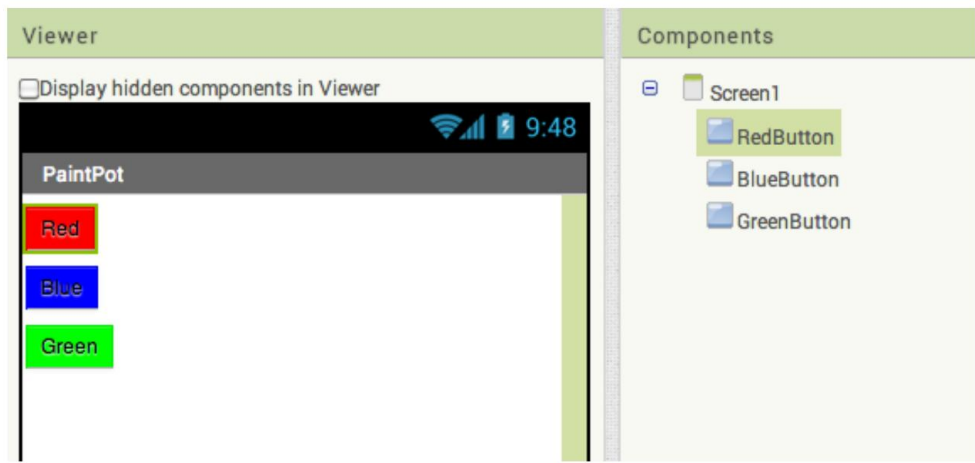 Viewer
Display hidden components in Viewer
9:48
PaintPot
Red
Blue
Green
Components
Screen1
RedButton
BlueButton
GreenButton